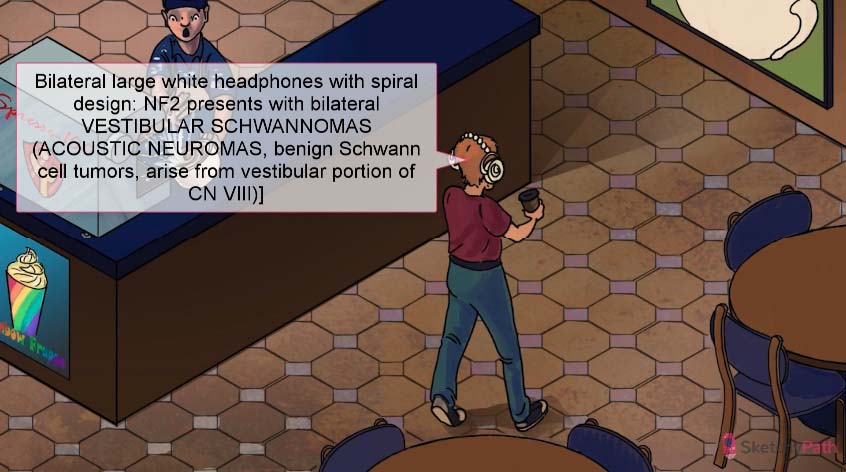 Bilateral large white headphones with spiral
design: NF2 presents with bilateral
VESTIBULAR SCHWANNOMAS
(ACOUSTIC NEUROMAS, benign Schwann
cell tumors, arise from vestibular portion of
CN VIII)]
SketchyPath